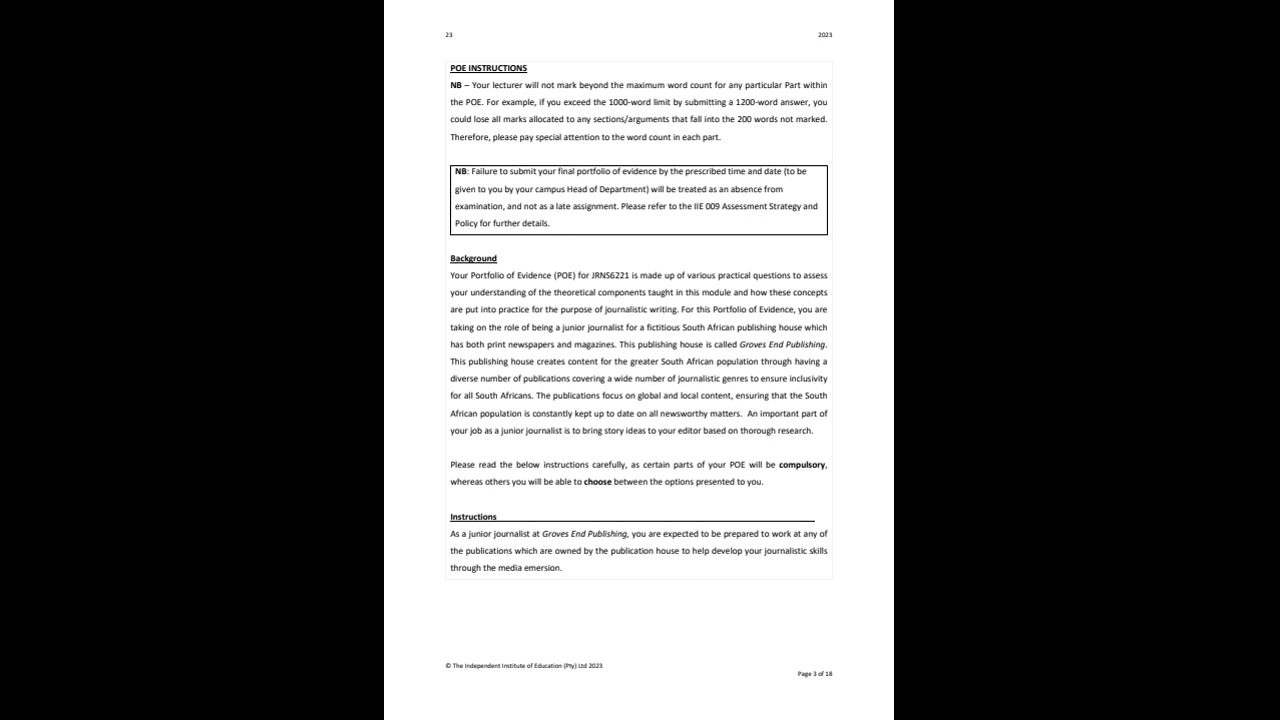 23 2023
POE INSTRUCTIONS
NB – Your lecturer will not mark beyond the maximum word count for any particular Part within
the POE. For example, if you exceed the 1000-word limit by submitting a 1200-word answer, you
could lose all marks allocated to any sections/arguments that fall into the 200 words not marked.
Therefore, please pay special attention to the word count in each part.
NB: Failure to submit your final portfolio of evidence by the prescribed time and date (to be
given to you by your campus Head of Department) will be treated as an absence from
examination, and not as a late assignment. Please refer to the IIE 009 Assessment Strategy and
Policy for further details.
Background
Your Portfolio of Evidence (POE) for JRNS6221 is made up of various practical questions to assess
your understanding of the theoretical components taught in this module and how these concepts
are put into practice for the purpose of journalistic writing. For this Portfolio of Evidence, you are
taking on the role of being a junior journalist for a fictitious South African publishing house which
has both print newspapers and magazines. This publishing house is called Groves End Publishing.
This publishing house creates content for the greater South African population through having a
diverse number of publications covering a wide number of journalistic genres to ensure inclusivity
for all South Africans. The publications focus on global and local content, ensuring that the South
African population is constantly kept up to date on all newsworthy matters. An important part of
your job as a junior journalist is to bring story ideas to your editor based on thorough research.
Please read the below instructions carefully, as certain parts of your POE will be compulsory,
whereas others you will be able to choose between the options presented to you.
Instructions
As a junior journalist at Groves End Publishing, you are expected to be prepared to work at any of
the publications which are owned by the publication house to help develop your journalistic skills
through the media emersion.
© The Independent Institute of Education (Pty) Ltd 2023
Page 3 of 18